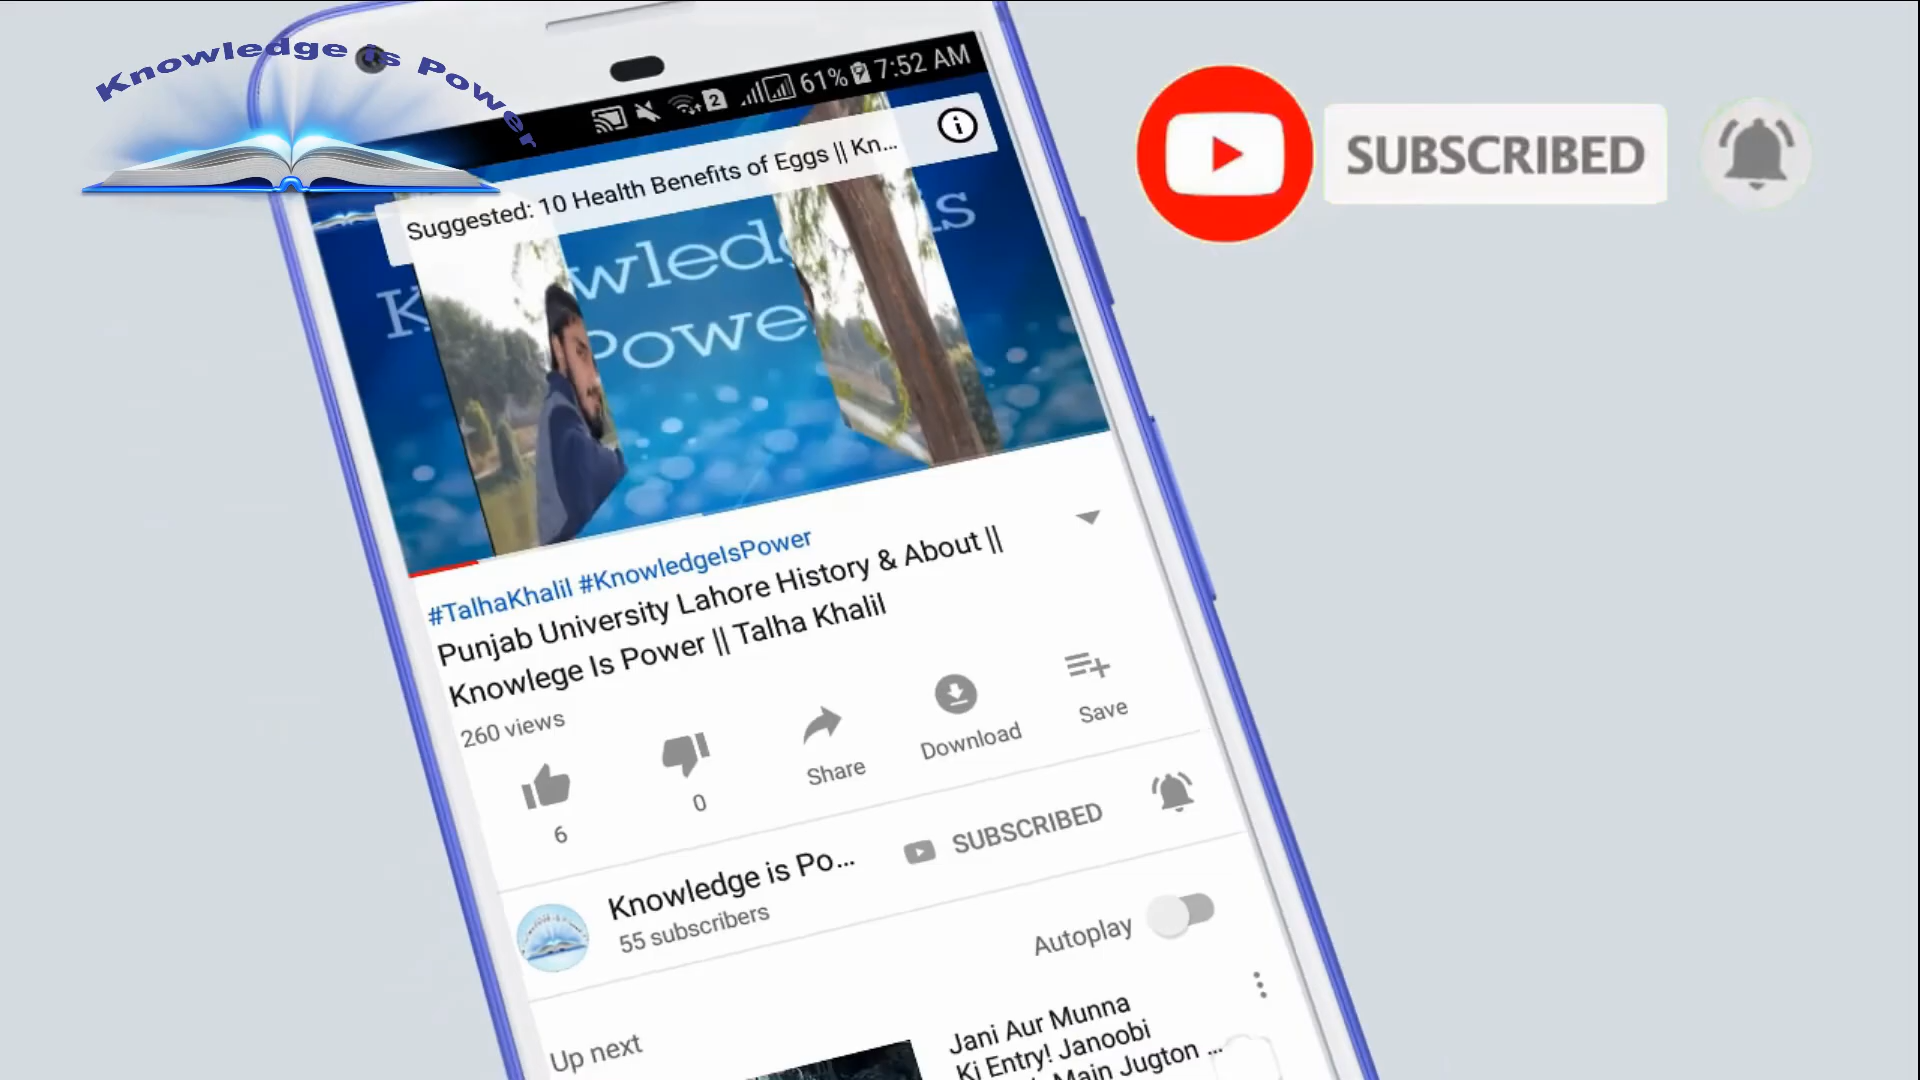 Knowledge is Power
61% 7:52 AM
2
Suggested: 10 Health Benefits of Eggs || Kn...
SUBSCRIBED
#TalhaKhalil #KnowledgeIsPower
Punjab University Lahore History & About ||
Knowlege Is Power || Talha Khalil
260 views
6
0
Share
Download
Save
Knowledge is Po...
55 subscribers
SUBSCRIBED
Autoplay
Up next
Jani Aur Munna
Ki Entry! Janoobi
Main Jugton ...